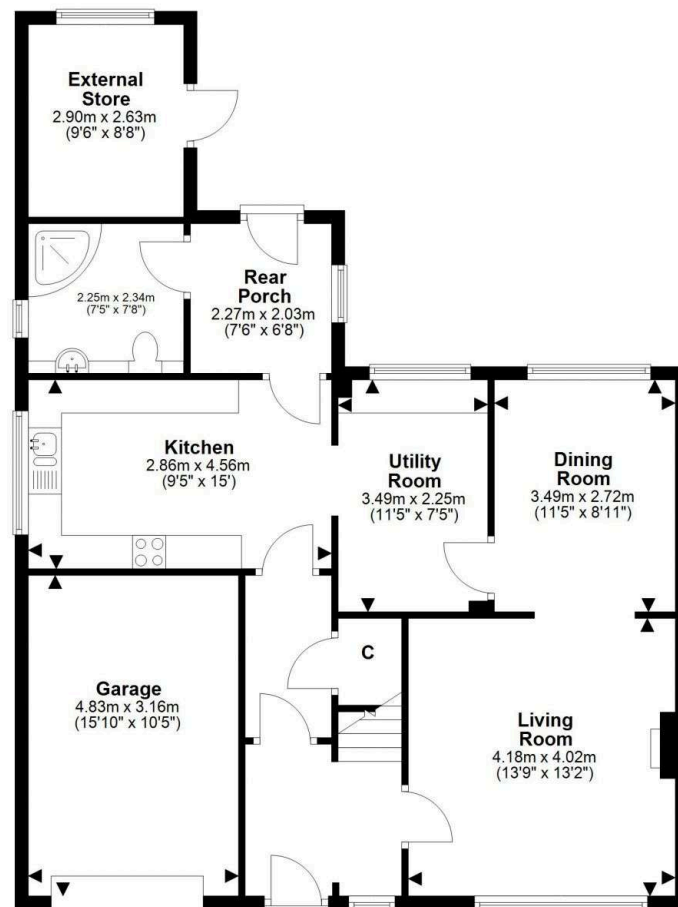 External
Store
2.90m x 2.63m
(9'6" x 8'8")
2.25m x 2.34m
(7'5" x 7'8")
Rear
Porch
2.27m x 2.03m
(7'6" x 6'8")
Kitchen
2.86m x 4.56m
(9'5" x 15')
Utility
Room
3.49m x 2.25m
(11'5" x 7'5")
Dining
Room
3.49m x 2.72m
(11'5" x 8'11")
Garage
4.83m x 3.16m
(15'10" x 10'5")
C
Living
Room
4.18m x 4.02m
(13'9" x 13'2")